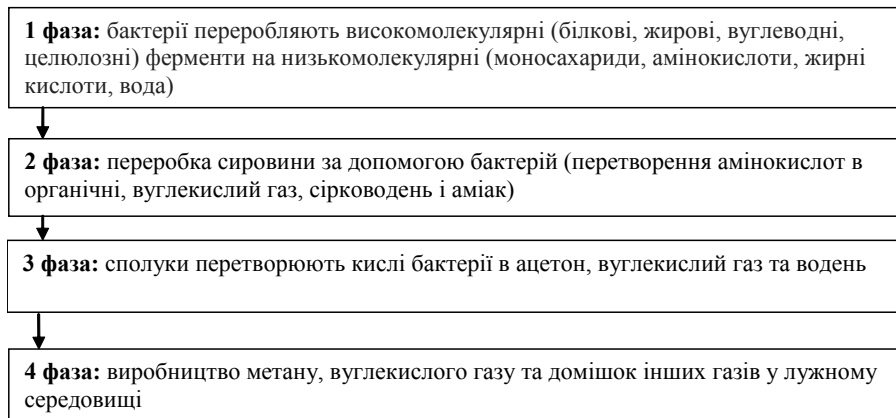 1 фаза: бактерії переробляють високомолекулярні (білкові, жирові, вуглеводні,
целюлозні) ферменти на низькомолекулярні (моносахариди, амінокислоти, жирні
кислоти, вода)
2 фаза: переробка сировини за допомогою бактерій (перетворення амінокислот в
органічні, вуглекислий газ, сірководень і аміак)
3 фаза: сполуки перетворюють кислі бактерії в ацетон, вуглекислий газ та водень
4 фаза: виробництво метану, вуглекислого газу та домішок інших газів у лужному
середовищі